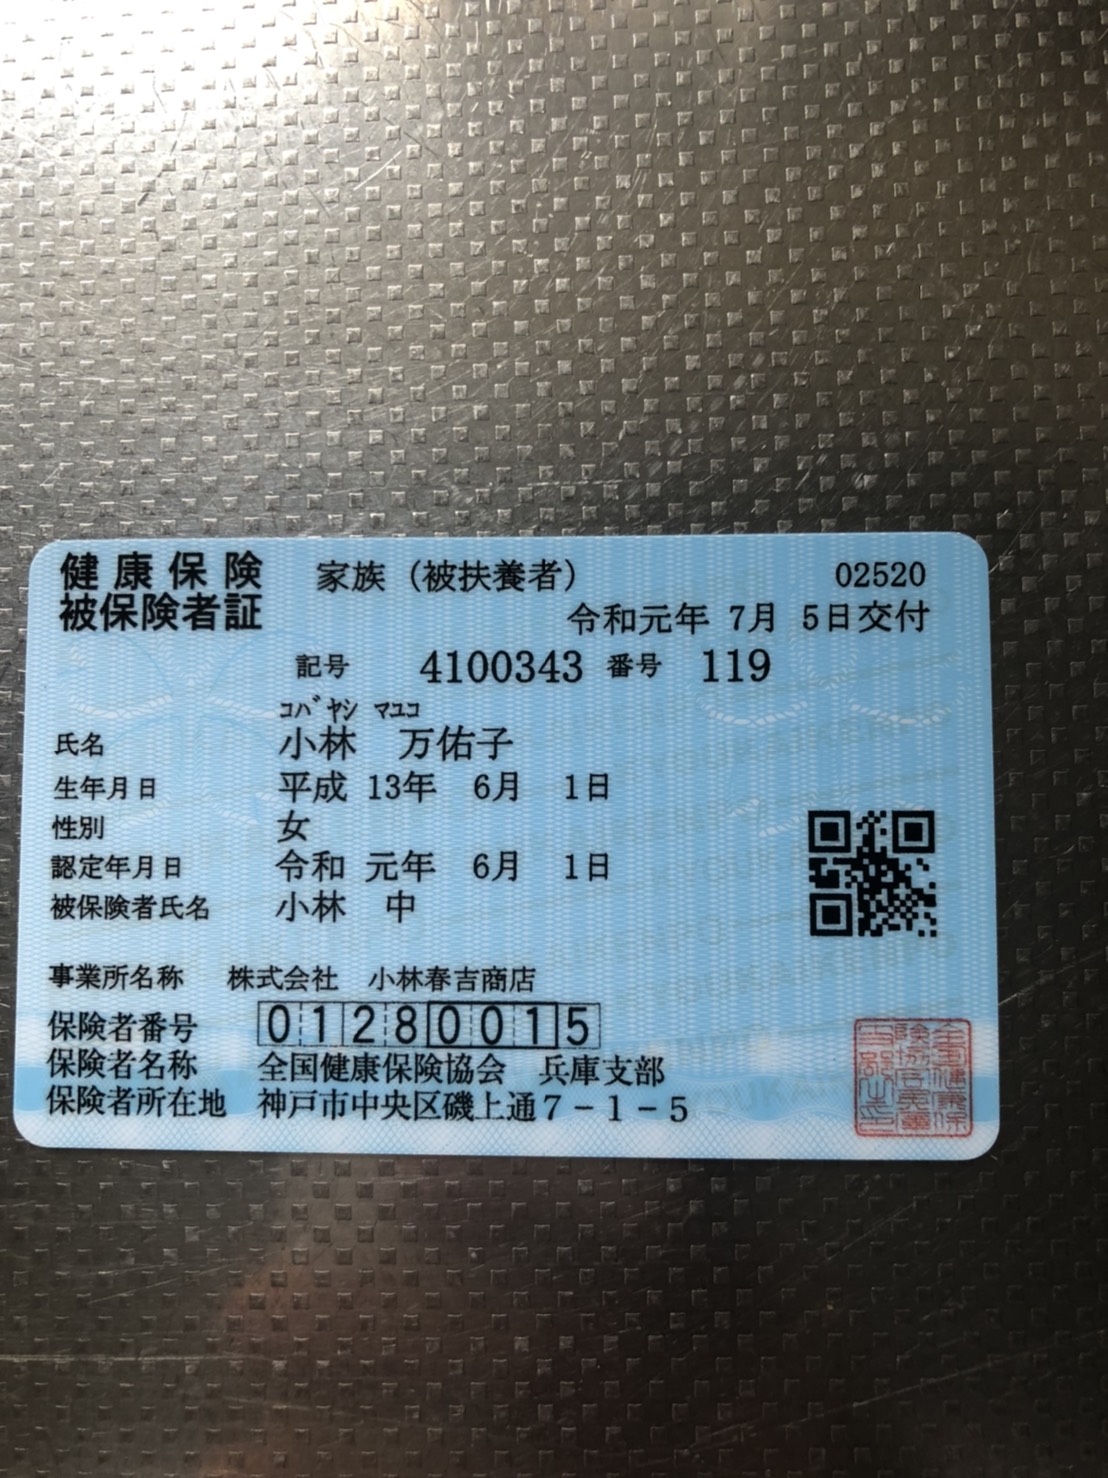 健康保険 家族（被扶養者） 02520
被保険者証 令和元年 7月 5日交付
記号 4100343 番号 119
ｺﾊﾞﾔｼ ﾏﾕｺ
氏名 小林 万佑子
生年月日 平成 13年 6月 1日
性別 女
認定年月日 令和 元年 6月 1日
被保険者氏名 小林 中
事業所名称 株式会社 小林春吉商店
保険者番号 01280015
保険者名称 全国健康保険協会 兵庫支部
保険者所在地 神戸市中央区磯上通7-1-5